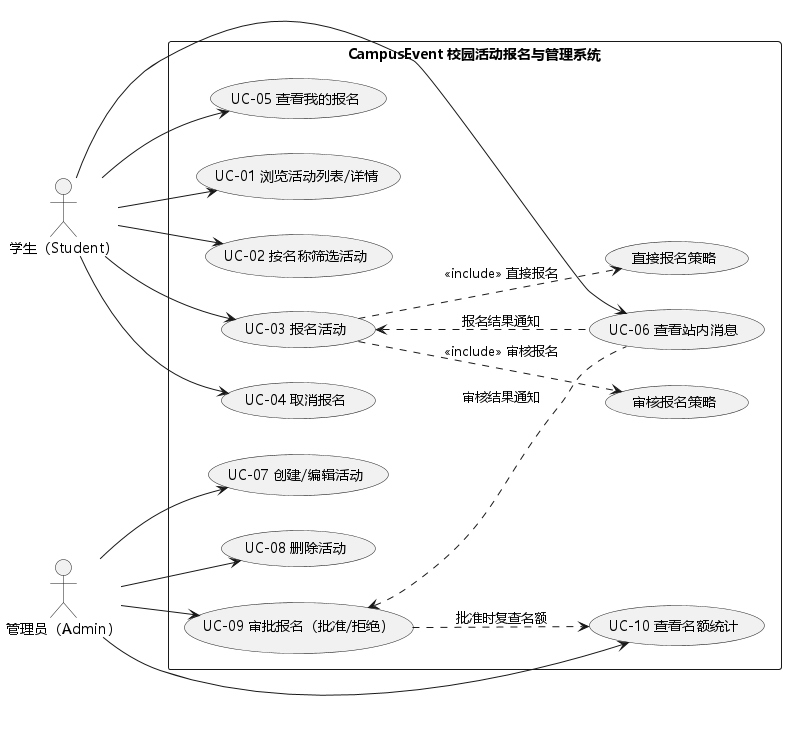 CampusEvent 校园活动报名与管理系统
UC-05 查看我的报名
UC-01 浏览活动列表/详情
学生（Student）
UC-02 按名称筛选活动
直接报名策略
«include» 直接报名
UC-03 报名活动
报名结果通知
UC-06 查看站内消息
«include» 审核报名
UC-04 取消报名
审核结果通知
审核报名策略
UC-07 创建/编辑活动
UC-08 删除活动
管理员（Admin）
UC-09 审批报名（批准/拒绝）
批准时复查名额
UC-10 查看名额统计